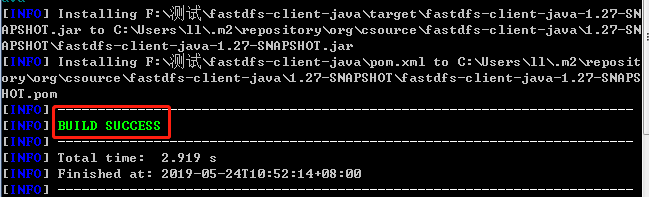 ava
[INFO] Installing F:\测试\fastdfs-client-java\target\fastdfs-client-java-1.27-SN
APSHOT.jar to C:\Users\ll\.m2\repository\org\csource\fastdfs-client-java\1.27-SN
APSHOT\fastdfs-client-java-1.27-SNAPSHOT.jar
[INFO] Installing F:\测试\fastdfs-client-java\pom.xml to C:\Users\ll\.m2\reposit
ory\org\csource\fastdfs-client-java\1.27-SNAPSHOT\fastdfs-client-java-1.27-SNAPS
HOT.pom
[INFO] ------------------------------------------------------------------------
[INFO] BUILD SUCCESS
[INFO] ------------------------------------------------------------------------
[INFO] Total time:  2.919 s
[INFO] Finished at: 2019-05-24T10:52:14+08:00
[INFO] ------------------------------------------------------------------------